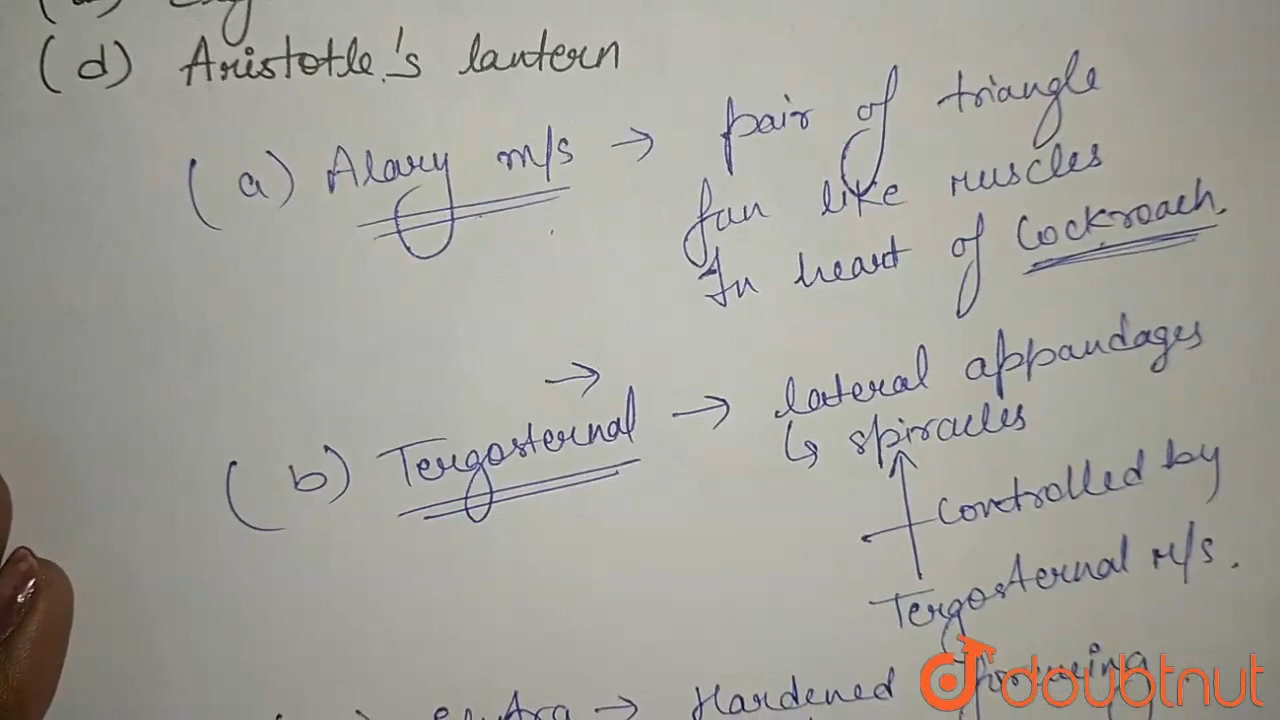 (d) Aristotle's lantern
(a) Alary m/s → pair of triangle
fan like muscles
In heart of Cockroach.
(b) Tergosternal → lateral appandages
↳ spiracles
controlled by
Tergosternal m/s.
→ Hardened
doubtnut